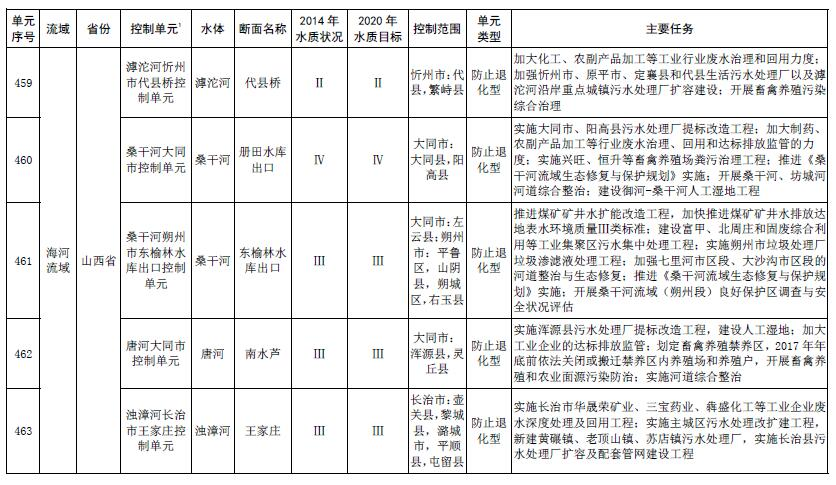 单元序号 流域 省份 控制单元1 水体 断面名称 2014 年水质状况 2020 年水质目标 控制范围 单元类型 主要任务
海河流域
山西省
459
滹沱河忻州
市代县桥控
制单元
滹沱河
代县桥
Ⅱ
Ⅱ
忻州市：代
县，繁峙县
防止退
化型
加大化工、农副产品加工等工业行业废水治理和回用力度；
加强忻州市、原平市、定襄县和代县生活污水处理厂以及滹
沱河沿岸重点城镇污水处理厂扩容建设；开展畜禽养殖污染
综合治理
460
桑干河大同
市控制单元
桑干河
册田水库
出口
Ⅳ
Ⅳ
大同市：
大同县，阳
高县
防止退
化型
实施大同市、阳高县污水处理厂提标改造工程；加大制药、
农副产品加工等行业废水治理、回用和达标排放监管的力
度；实施兴旺、恒升等畜禽养殖场粪污治理工程；推进《桑
干河流域生态修复与保护规划》实施；开展桑干河、坊城河
河道综合整治；建设御河-桑干河人工湿地工程
461
桑干河朔州
市东榆林水
库出口控制
单元
桑干河
东榆林水
库出口
Ⅲ
Ⅲ
大同市：左
云县；朔州
市：平鲁
区，山阴
县，朔城
区，右玉县
防止退
化型
推进煤矿矿井水扩能改造工程，加快推进煤矿矿井水排放达
地表水环境质量Ⅲ类标准；建设富甲、北周庄和固废综合利
用等工业集聚区污水集中处理工程；实施朔州市垃圾处理厂
垃圾渗滤液处理工程；加强七里河市区段、大沙沟市区段的
河道整治与生态修复；推进《桑干河流域生态修复与保护规
划》实施；开展桑干河流域（朔州段）良好保护区调查与安
全状况评估
462
唐河大同市
控制单元
唐河
南水芦
Ⅲ
Ⅲ
大同市：
浑源县，灵
丘县
防止退
化型
实施浑源县污水处理厂提标改造工程，建设人工湿地；加大
工业企业的达标排放监管；划定畜禽养殖禁养区，2017 年年
底前依法关闭或搬迁禁养区内养殖场和养殖户，开展畜禽养
殖和农业面源污染防治；实施河道综合整治
463
浊漳河长治
市王家庄控
制单元
浊漳河
王家庄
Ⅲ
Ⅲ
长治市：壶
关县，黎城
县，潞城
市，平顺
县，屯留县
防止退
化型
实施长治市华晟荣矿业、三宝药业、犇盛化工等工业企业废
水深度处理及回用工程；实施主城区污水处理改扩建工程，
新建黄碾镇、老顶山镇、苏店镇污水处理厂，实施长治县污
水处理厂扩容及配套管网建设工程